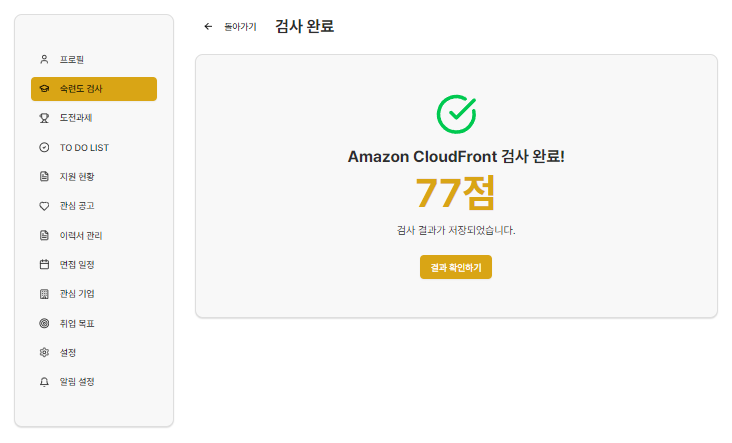 프로필
숙련도 검사
도전과제
TO DO LIST
지원 현황
관심 공고
이력서 관리
면접 일정
관심 기업
취업 목표
설정
알림 설정
돌아가기
검사 완료
Amazon CloudFront 검사 완료!
77점
검사 결과가 저장되었습니다.
결과 확인하기